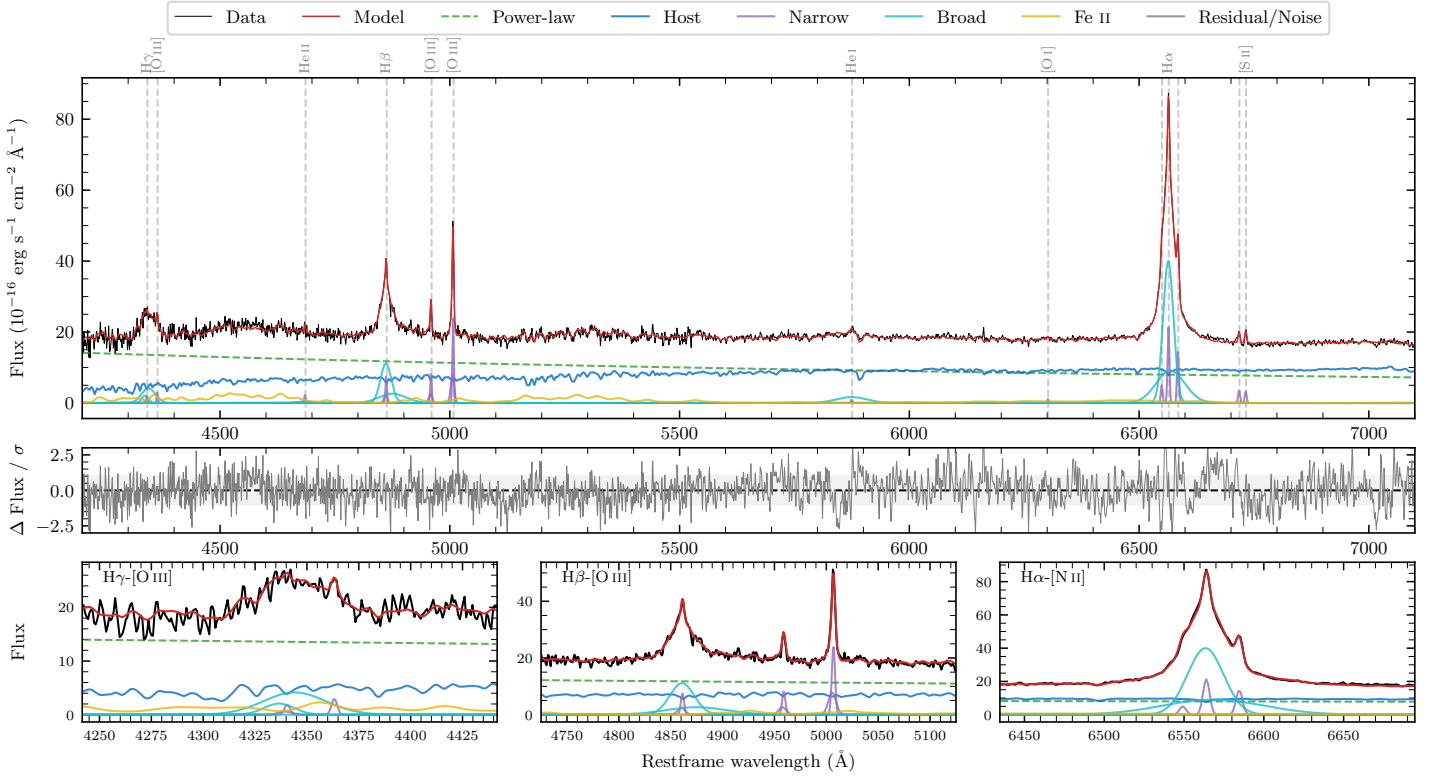 Data Model Power-law Host Narrow Broad Fe II Residual/Noise
Hγ [O III] He II Hβ [O III] [O III] He I [O I] Hα [S II]
Flux (10⁻¹⁶ erg s⁻¹ cm⁻² Å⁻¹)
80
60
40
20
0
4500 5000 5500 6000 6500 7000
Δ Flux / σ
2.5
0.0
−2.5
4500 5000 5500 6000 6500 7000
Flux
Hγ-[O III]
20
10
0
4250 4275 4300 4325 4350 4375 4400 4425
Hβ-[O III]
40
20
0
4750 4800 4850 4900 4950 5000 5050 5100
Hα-[N II]
80
60
40
20
0
6450 6500 6550 6600 6650
Restframe wavelength (Å)